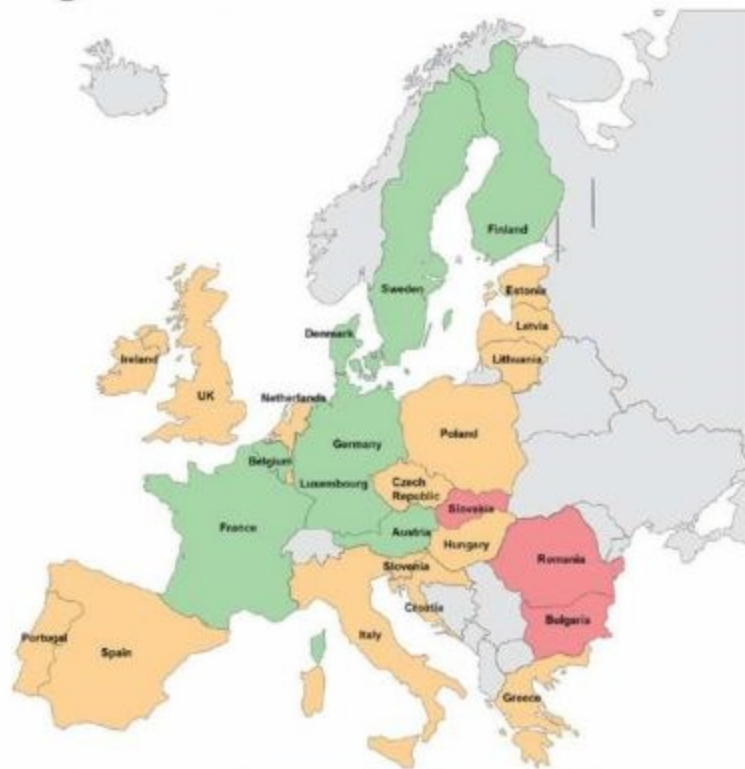 Finland
Sweden
Estonia
Latvia
Denmark
Lithuania
Ireland
UK
Netherlands
Poland
Germany
Belgium
Luxembourg
Czech
Republic
Slovakia
France
Austria
Hungary
Slovenia
Romania
Croatia
Bulgaria
Portugal
Italy
Spain
Greece